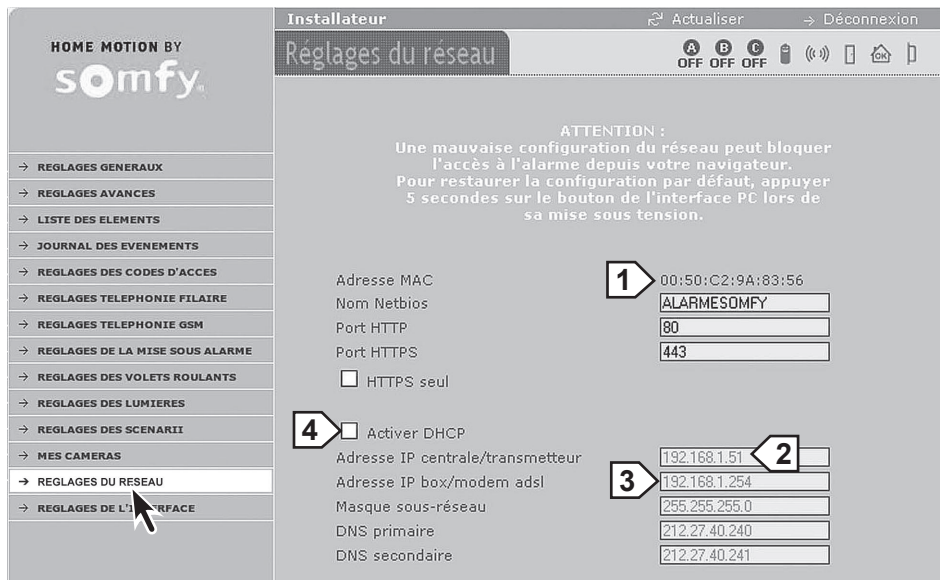 Installateur
Actualiser
→ Déconnexion
HOME MOTION BY
somfy.
Réglages du réseau
A B C
OFF OFF OFF
OK
→ REGLAGES GENERAUX
→ REGLAGES AVANCES
→ LISTE DES ELEMENTS
→ JOURNAL DES EVENEMENTS
→ REGLAGES DES CODES D'ACCES
→ REGLAGES TELEPHONIE FILAIRE
→ REGLAGES TELEPHONIE GSM
→ REGLAGES DE LA MISE SOUS ALARME
→ REGLAGES DES VOLETS ROULANTS
→ REGLAGES DES LUMIERES
→ REGLAGES DES SCENARII
→ MES CAMERAS
→ REGLAGES DU RESEAU
→ REGLAGES DE
ATTENTION :
Une mauvaise configuration du réseau peut bloquer
l'accès à l'alarme depuis votre navigateur.
Pour restaurer la configuration par défaut, appuyer
5 secondes sur le bouton de l'interface PC lors de
sa mise sous tension.
Adresse MAC 1 00:50:C2:9A:83:56
Nom Netbios ALARMESOMFY
Port HTTP 80
Port HTTPS 443
HTTPS seul
4 Activer DHCP
Adresse IP centrale/transmetteur 192.168.1.51 2
Adresse IP box/modem adsl 3 192.168.1.254
Masque sous-réseau 255.255.255.0
DNS primaire 212.27.40.240
DNS secondaire 212.27.40.241